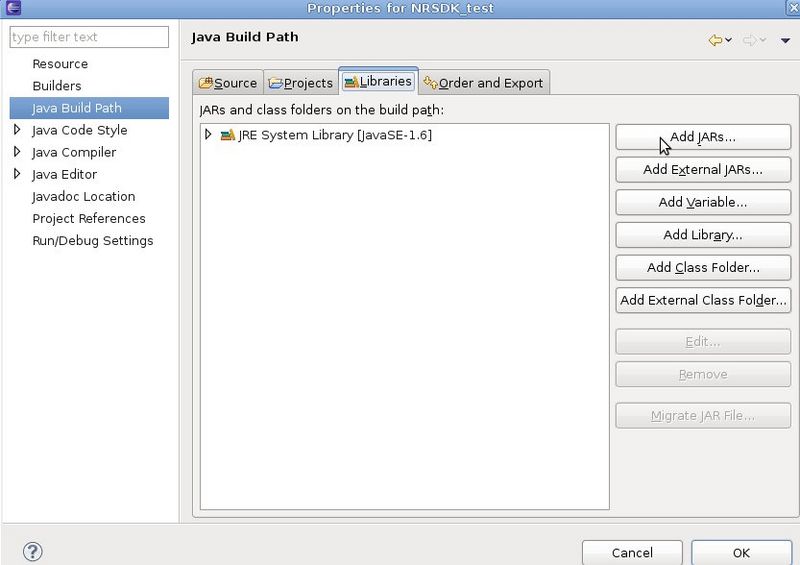 Properties for NRSDK_test
type filter text
Java Build Path
Resource
Builders
Java Build Path
Java Code Style
Java Compiler
Java Editor
Javadoc Location
Project References
Run/Debug Settings
Source Projects Libraries Order and Export
JARs and class folders on the build path:
JRE System Library [JavaSE-1.6]
Add JARs...
Add External JARs...
Add Variable...
Add Library...
Add Class Folder...
Add External Class Folder...
Edit...
Remove
Migrate JAR File...
?
Cancel OK